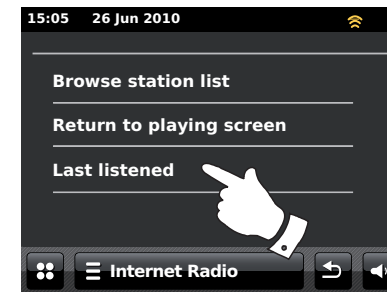 15:05 26 Jun 2010
Browse station list
Return to playing screen
Last listened
Internet Radio